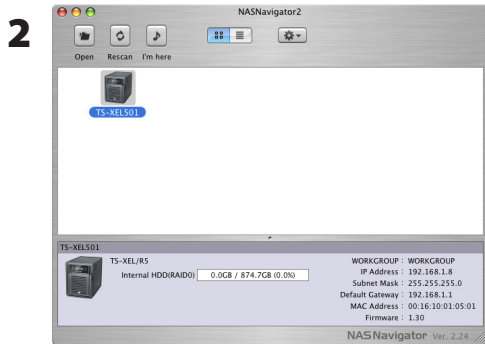 2
NASNavigator2
Open Rescan I'm here
TS-XEL501
TS-XEL501
TS-XEL/R5
Internal HDD(RAID0) 0.0GB / 874.7GB (0.0%)
WORKGROUP : WORKGROUP
IP Address : 192.168.1.8
Subnet Mask : 255.255.255.0
Default Gateway : 192.168.1.1
MAC Address : 00:16:10:01:05:01
Firmware : 1.30
NASNavigator Ver. 2.24